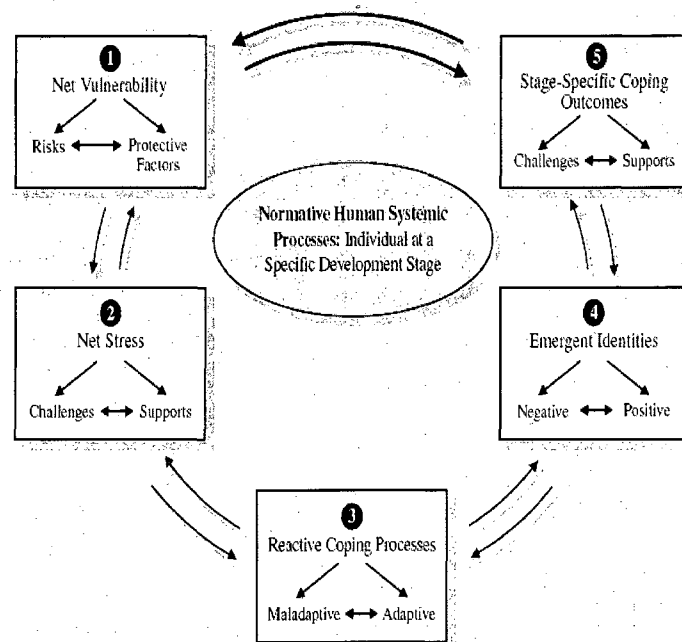 1
Net Vulnerability
Risks
Protective
Factors
5
Stage-Specific Coping
Outcomes
Challenges
Supports
Normative Human Systemic
Processes: Individual at a
Specific Development Stage
2
Net Stress
Challenges
Supports
4
Emergent Identities
Negative
Positive
3
Reactive Coping Processes
Maladaptive
Adaptive